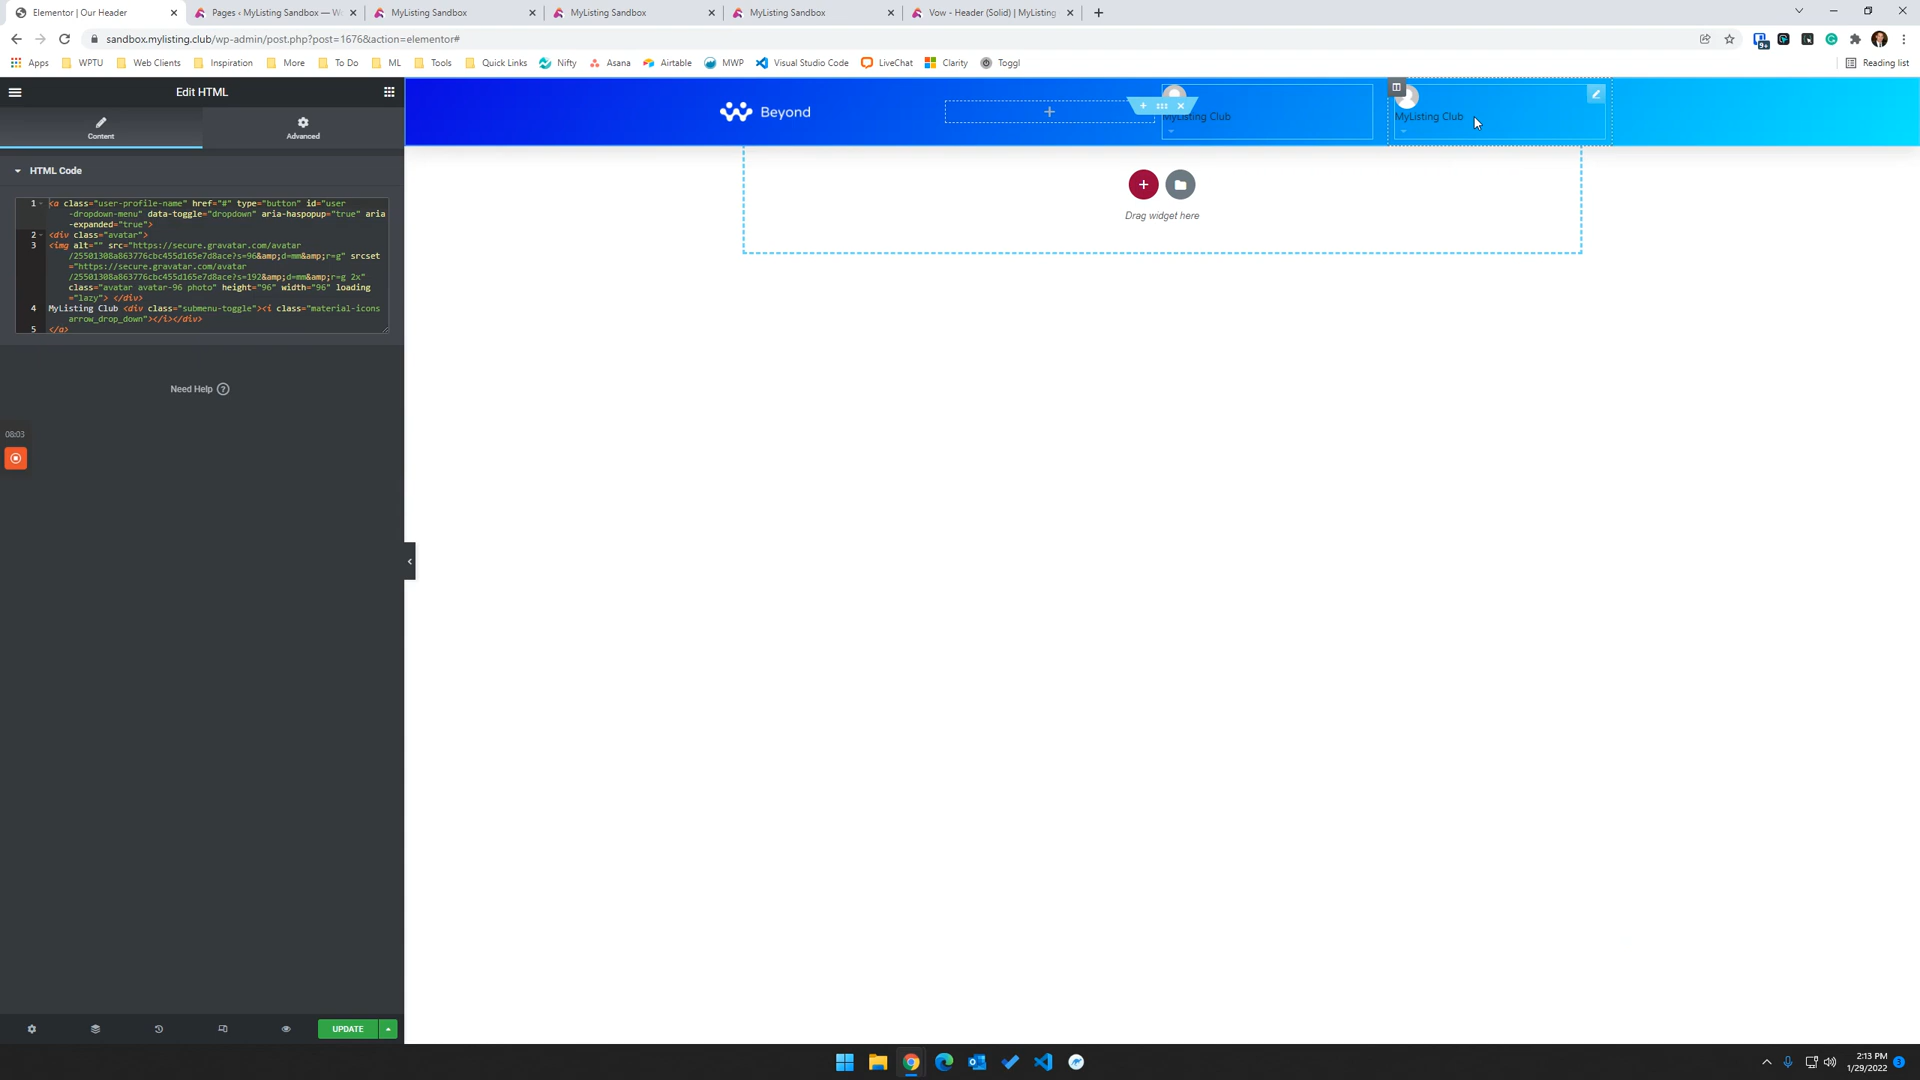 Elementor | Our Header
Pages ‹ MyListing Sandbox — W
MyListing Sandbox
MyListing Sandbox
MyListing Sandbox
Vow - Header (Solid) | MyListing
sandbox.mylisting.club/wp-admin/post.php?post=1676&action=elementor#
9+
Apps
WPTU
Web Clients
Inspiration
More
To Do
ML
Tools
Quick Links
Nifty
Asana
Airtable
MWP
Visual Studio Code
LiveChat
Clarity
Toggl
Reading list
Edit HTML
Content
Advanced
HTML Code
1 <a class="user-profile-name" href="#" type="button" id="user
-dropdown-menu" data-toggle="dropdown" aria-haspopup="true" aria
-expanded="true">
2 <div class="avatar">
3 <img alt="" src="https://secure.gravatar.com/avatar
/25501308a863776cbc455d165e7d8ace?s=96&amp;d=mm&amp;r=g" srcset
="https://secure.gravatar.com/avatar
/25501308a863776cbc455d165e7d8ace?s=192&amp;d=mm&amp;r=g 2x"
class="avatar avatar-96 photo" height="96" width="96" loading
="lazy"> </div>
4 MyListing Club <div class="submenu-toggle"><i class="material-icons
arrow_drop_down"></i></div>
5 </a>
Need Help ?
08:03
UPDATE
Beyond
MyListing Club
MyListing Club
Drag widget here
2:13 PM
1/29/2022
3